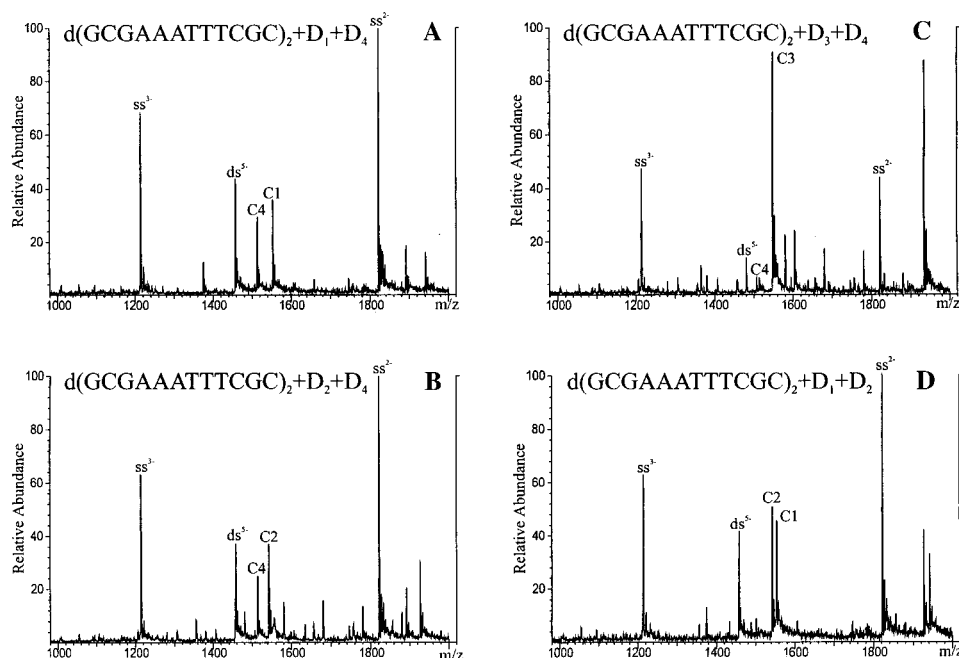 d(GCGAAATTTCGC)₂+D₁+D₄
A
Relative Abundance
100
80
60
40
20
ss³⁻
ds⁵⁻
C4
C1
ss²⁻
1000 1200 1400 1600 1800 m/z
d(GCGAAATTTCGC)₂+D₃+D₄
C
Relative Abundance
100
80
60
40
20
ss³⁻
ds⁵⁻
C4
C3
ss²⁻
1000 1200 1400 1600 1800 m/z
d(GCGAAATTTCGC)₂+D₂+D₄
B
Relative Abundance
100
80
60
40
20
ss³⁻
ds⁵⁻
C4
C2
ss²⁻
1000 1200 1400 1600 1800 m/z
d(GCGAAATTTCGC)₂+D₁+D₂
D
Relative Abundance
100
80
60
40
20
ss³⁻
ds⁵⁻
C2
C1
ss²⁻
1000 1200 1400 1600 1800 m/z